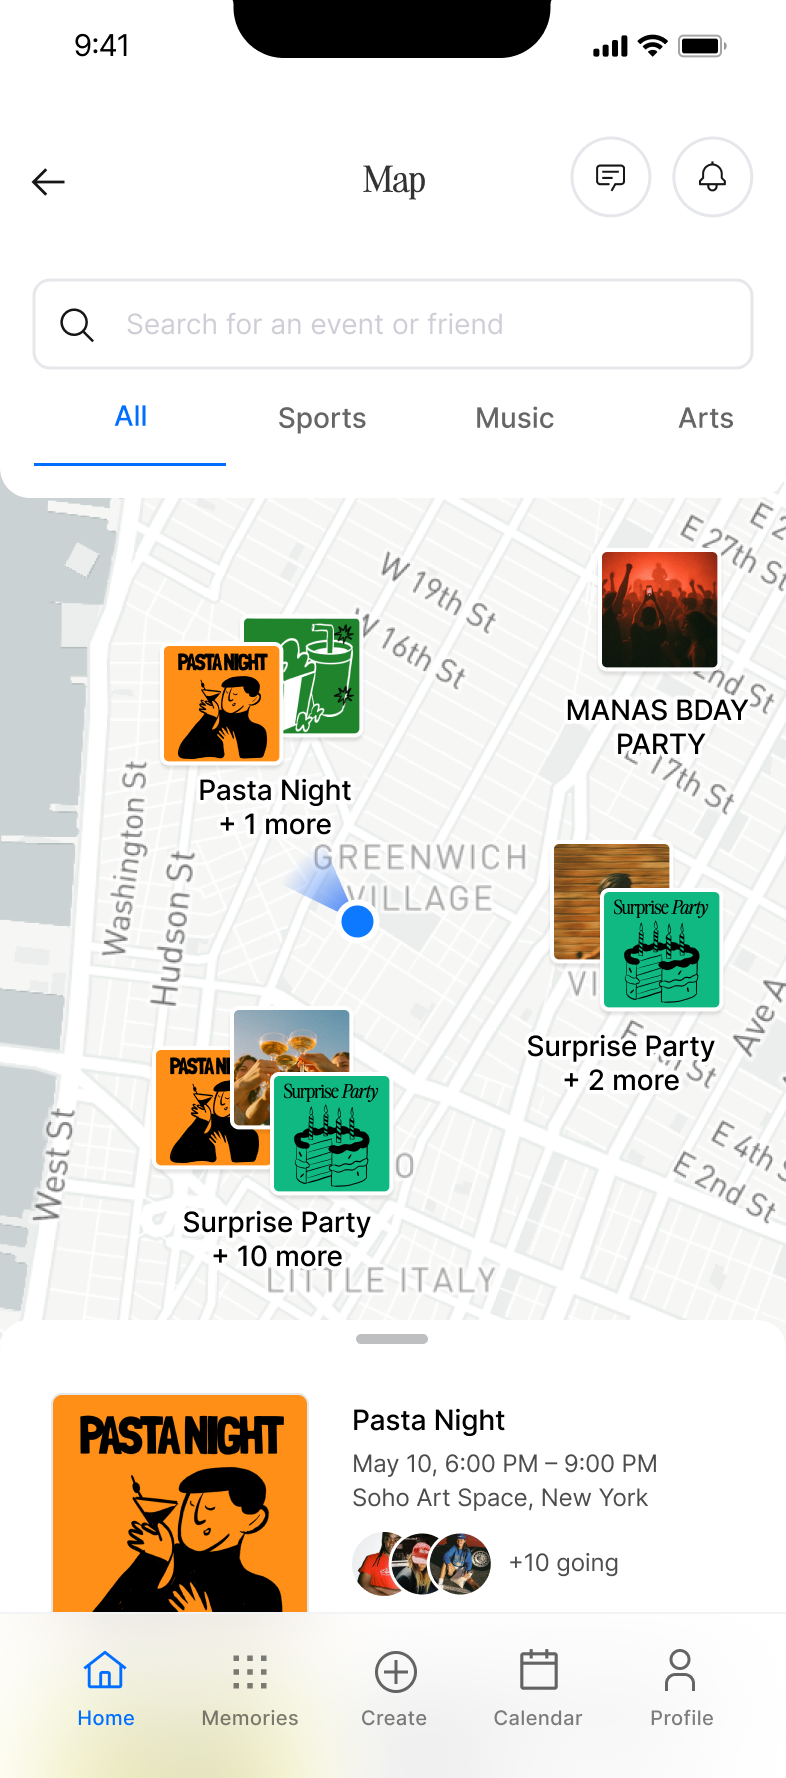 9:41
Map
Search for an event or friend
All
Sports
Music
Arts
E 27th St
W 19th St
W 16th St
PASTA NIGHT
MANAS BDAY
PARTY
E 17th St
Pasta Night
+ 1 more
Washington St
Hudson St
GREENWICH
VILLAGE
Surprise Party
Surprise Party
+ 2 more
Ave A
PASTA NI
Surprise Party
West St
E 4th S
E 2nd St
Surprise Party
+ 10 more
LITTLE ITALY
PASTA NIGHT
Pasta Night
May 10, 6:00 PM – 9:00 PM
Soho Art Space, New York
+10 going
Home
Memories
Create
Calendar
Profile